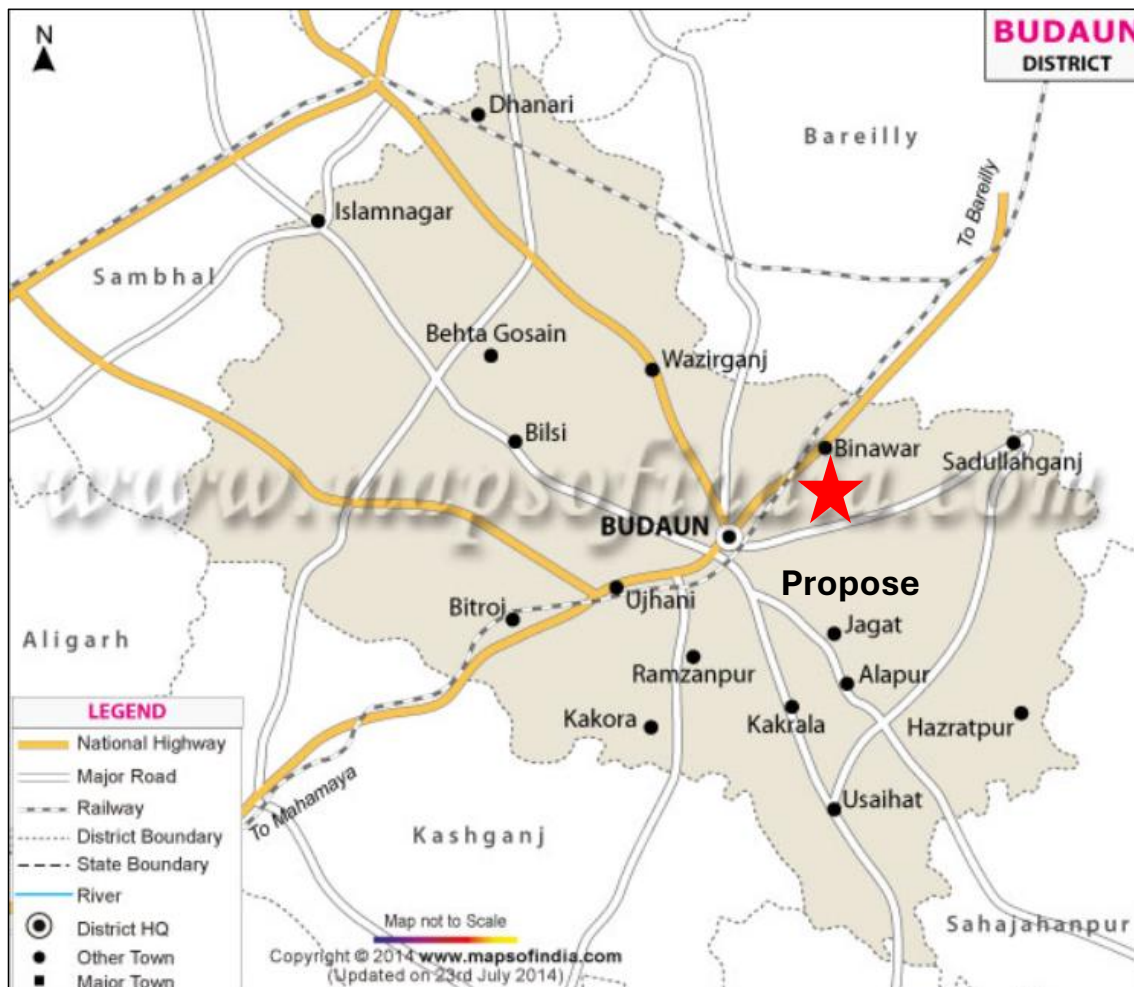 N
BUDAUN
DISTRICT
Dhanari
Bareilly
To Bareilly
Islamnagar
Sambhal
Behta Gosain
Wazirganj
Bilsi
Binawar
Sadullahganj
www.mapsofindia.com
BUDAUN
Propose
Ujhani
Bitroj
Jagat
Aligarh
Ramzanpur
Alapur
LEGEND
National Highway
Major Road
Railway
District Boundary
State Boundary
River
District HQ
Other Town
Major Town
Kakora
Kakrala
Hazratpur
Usaihat
To Mahamaya
Kashganj
Sahajahanpur
Map not to Scale
Copyright © 2014 www.mapsofindia.com
(Updated on 23rd July 2014)